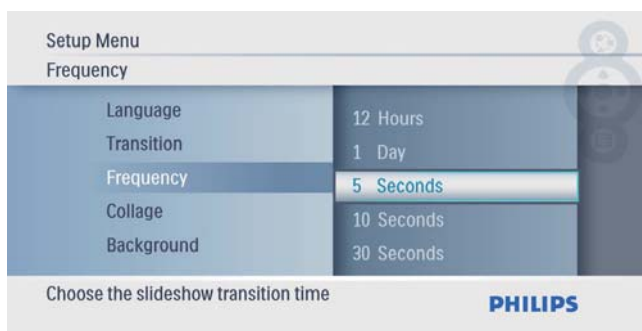 Setup Menu
Frequency
Language
Transition
Frequency
Collage
Background
12 Hours
1 Day
5 Seconds
10 Seconds
30 Seconds
Choose the slideshow transition time
PHILIPS